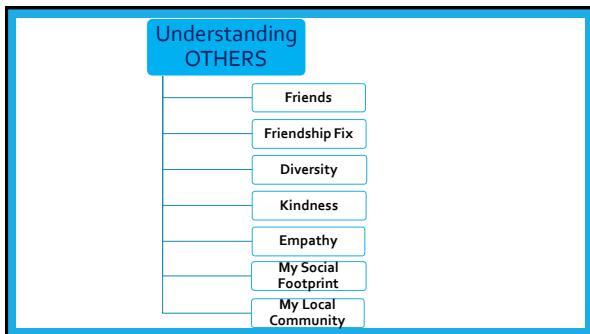 Understanding
OTHERS
Friends
Friendship Fix
Diversity
Kindness
Empathy
My Social
Footprint
My Local
Community